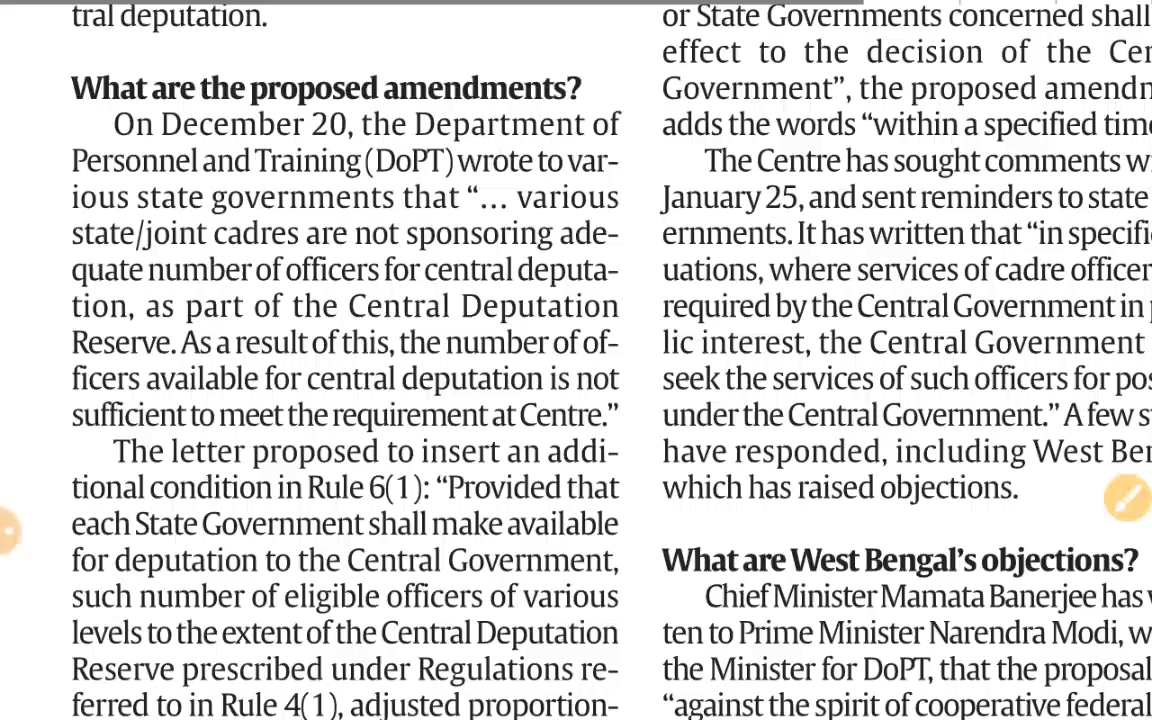 tral deputation.
What are the proposed amendments?
On December 20, the Department of
Personnel and Training (DoPT) wrote to var-
ious state governments that “... various
state/joint cadres are not sponsoring ade-
quate number of officers for central deputa-
tion, as part of the Central Deputation
Reserve. As a result of this, the number of of-
ficers available for central deputation is not
sufficient to meet the requirement at Centre.”
The letter proposed to insert an addi-
tional condition in Rule 6(1): “Provided that
each State Government shall make available
for deputation to the Central Government,
such number of eligible officers of various
levels to the extent of the Central Deputation
Reserve prescribed under Regulations re-
ferred to in Rule 4(1), adjusted proportion-
or State Governments concerned shall
effect to the decision of the Cen
Government”, the proposed amendm
adds the words “within a specified time
The Centre has sought comments wi
January 25, and sent reminders to state
ernments. It has written that “in specifi
uations, where services of cadre officer
required by the Central Government in p
lic interest, the Central Government
seek the services of such officers for pos
under the Central Government.” A few s
have responded, including West Ben
which has raised objections.
What are West Bengal’s objections?
Chief Minister Mamata Banerjee has w
ten to Prime Minister Narendra Modi, w
the Minister for DoPT, that the proposal
“against the spirit of cooperative federal